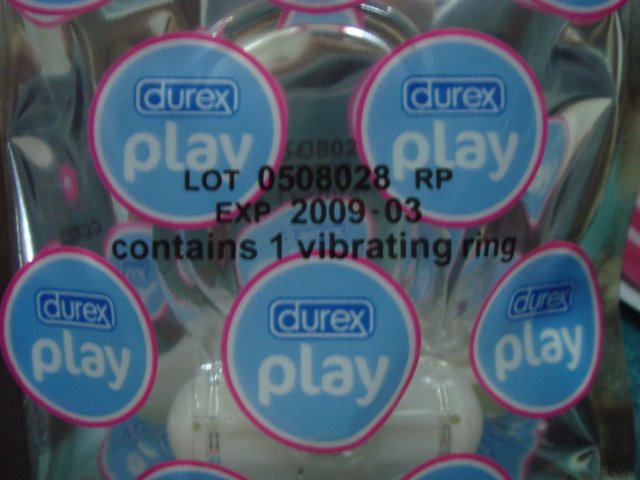 durex
play
durex
play
LOT 0508028 RP
EXP 2009-03
contains 1 vibrating ring
durex
play
durex
play
durex
play